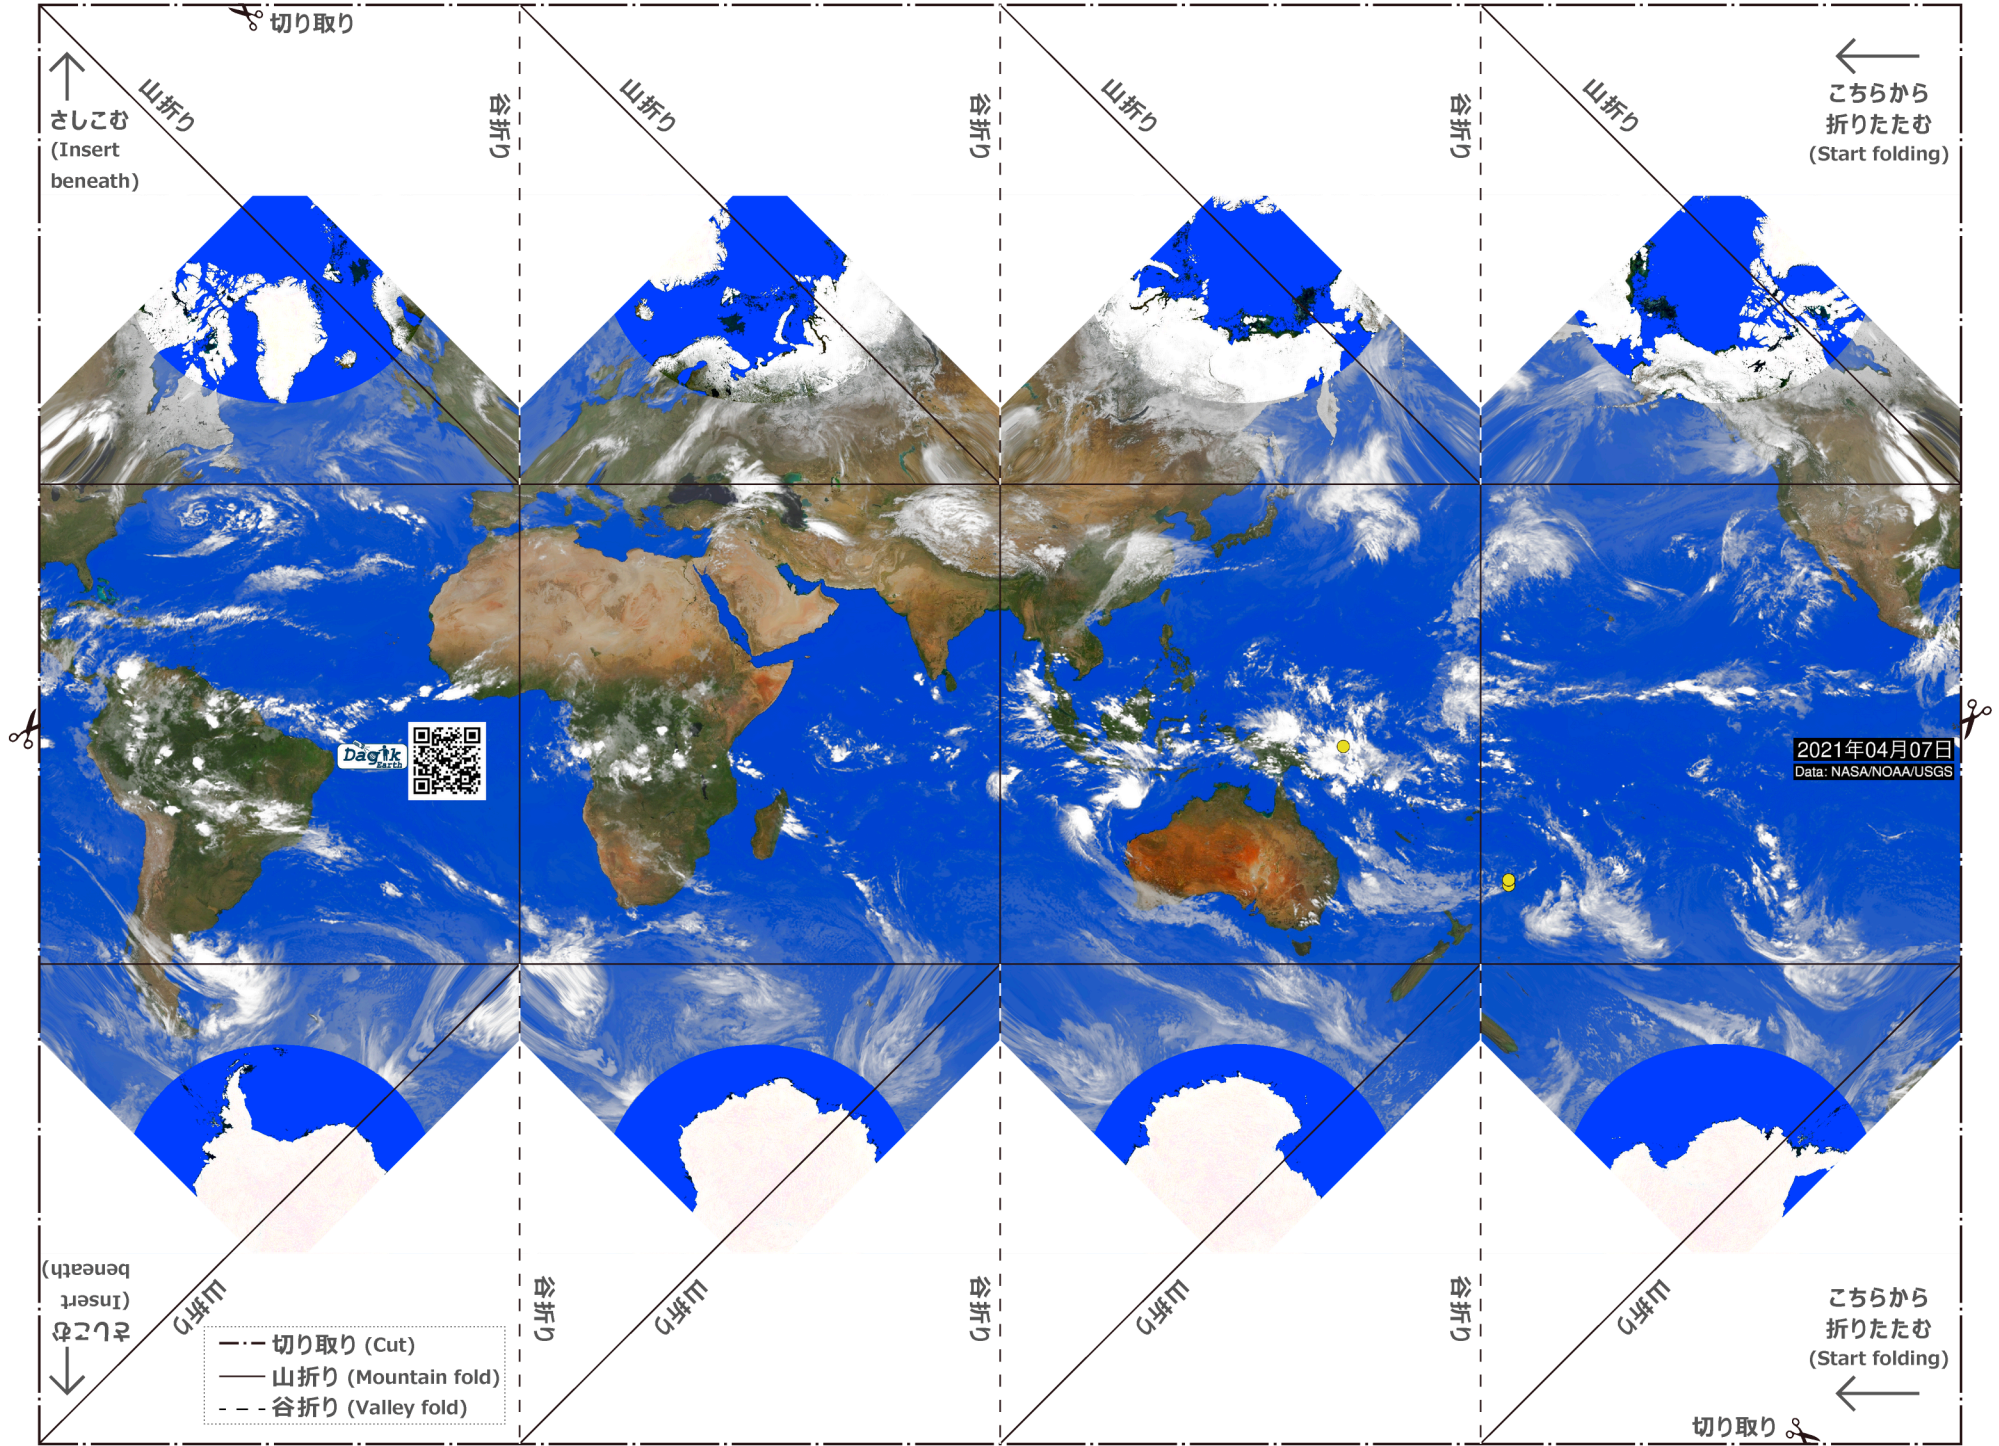 切り取り
さしこむ
(Insert
beneath)
山折り
谷折り
山折り
谷折り
山折り
谷折り
山折り
こちらから
折りたたむ
(Start folding)
Dagik
Earth
2021年04月07日
Data: NASA/NOAA/USGS
さしこむ
(Insert
beneath)
山折り
谷折り
山折り
谷折り
山折り
谷折り
山折り
こちらから
折りたたむ
(Start folding)
切り取り (Cut)
山折り (Mountain fold)
谷折り (Valley fold)
切り取り